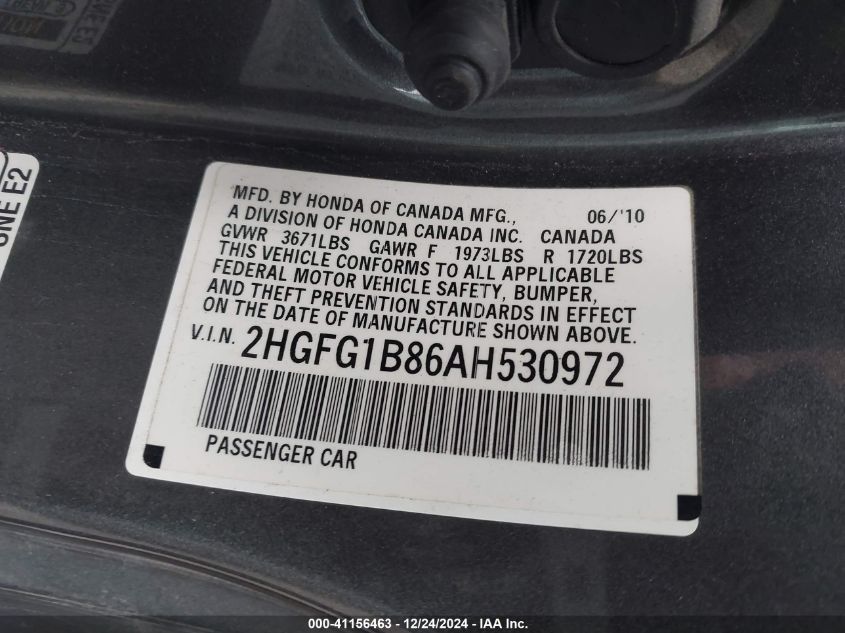 ONE E2
MFD. BY HONDA OF CANADA MFG., 06/'10
A DIVISION OF HONDA CANADA INC. CANADA
GVWR 3671LBS GAWR F 1973LBS R 1720LBS
THIS VEHICLE CONFORMS TO ALL APPLICABLE
FEDERAL MOTOR VEHICLE SAFETY, BUMPER,
AND THEFT PREVENTION STANDARDS IN EFFECT
ON THE DATE OF MANUFACTURE SHOWN ABOVE.
V.I.N. 2HGFG1B86AH530972
PASSENGER CAR
000-41156463 - 12/24/2024 - IAA Inc.